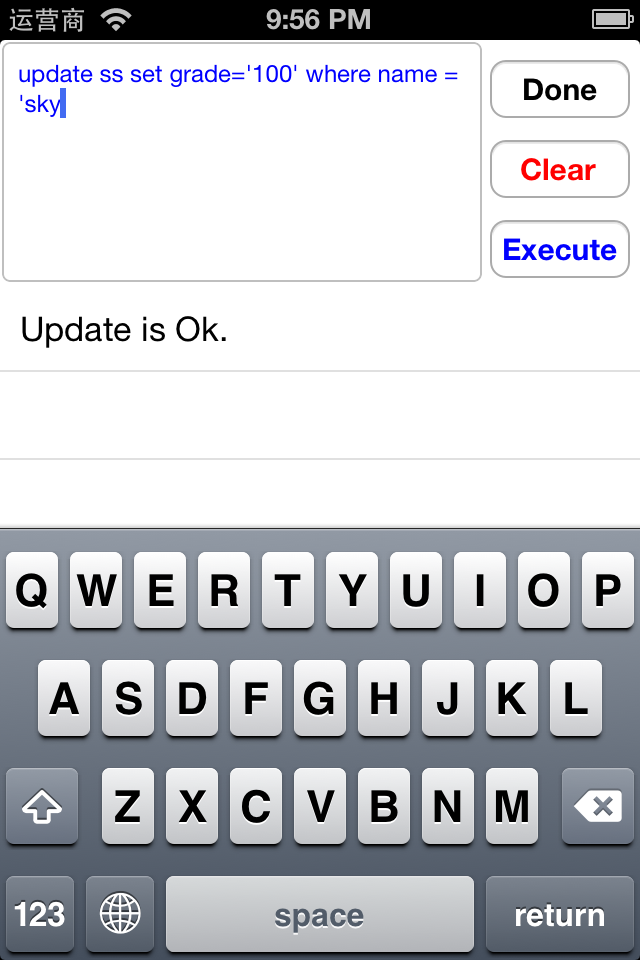 运营商 9:56 PM
update ss set grade='100' where name =
'sky
Done
Clear
Execute
Update is Ok.
Q W E R T Y U I O P
A S D F G H J K L
Z X C V B N M
123 space return